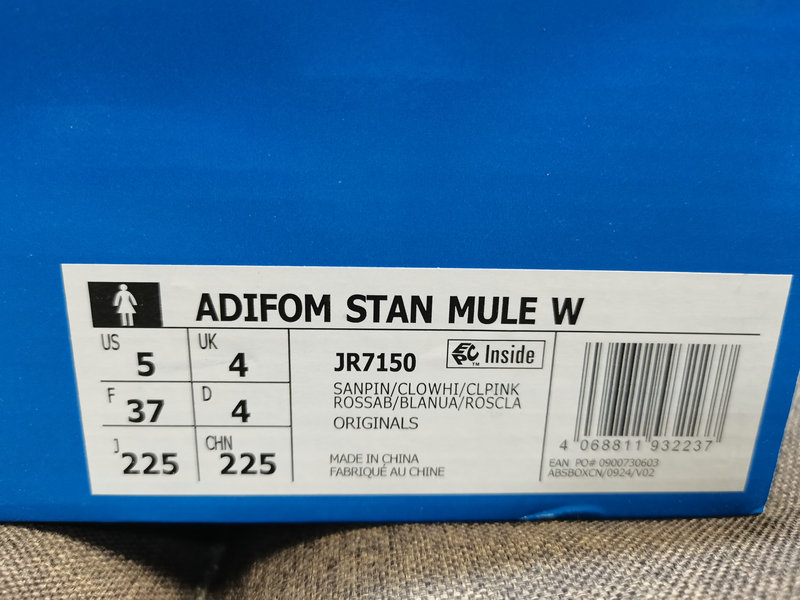 ADIFOM STAN MULE W
US 5 UK 4
F 37 D 4
J 225 CHN 225
JR7150 EPC™ Inside
SANPIN/CLOWHI/CLPINK
ROSSAB/BLANUA/ROSCLA
ORIGINALS
MADE IN CHINA
FABRIQUÉ AU CHINE
4 068811 932237
EAN PO# 0900730603
ABSBOXCN/0924/V02